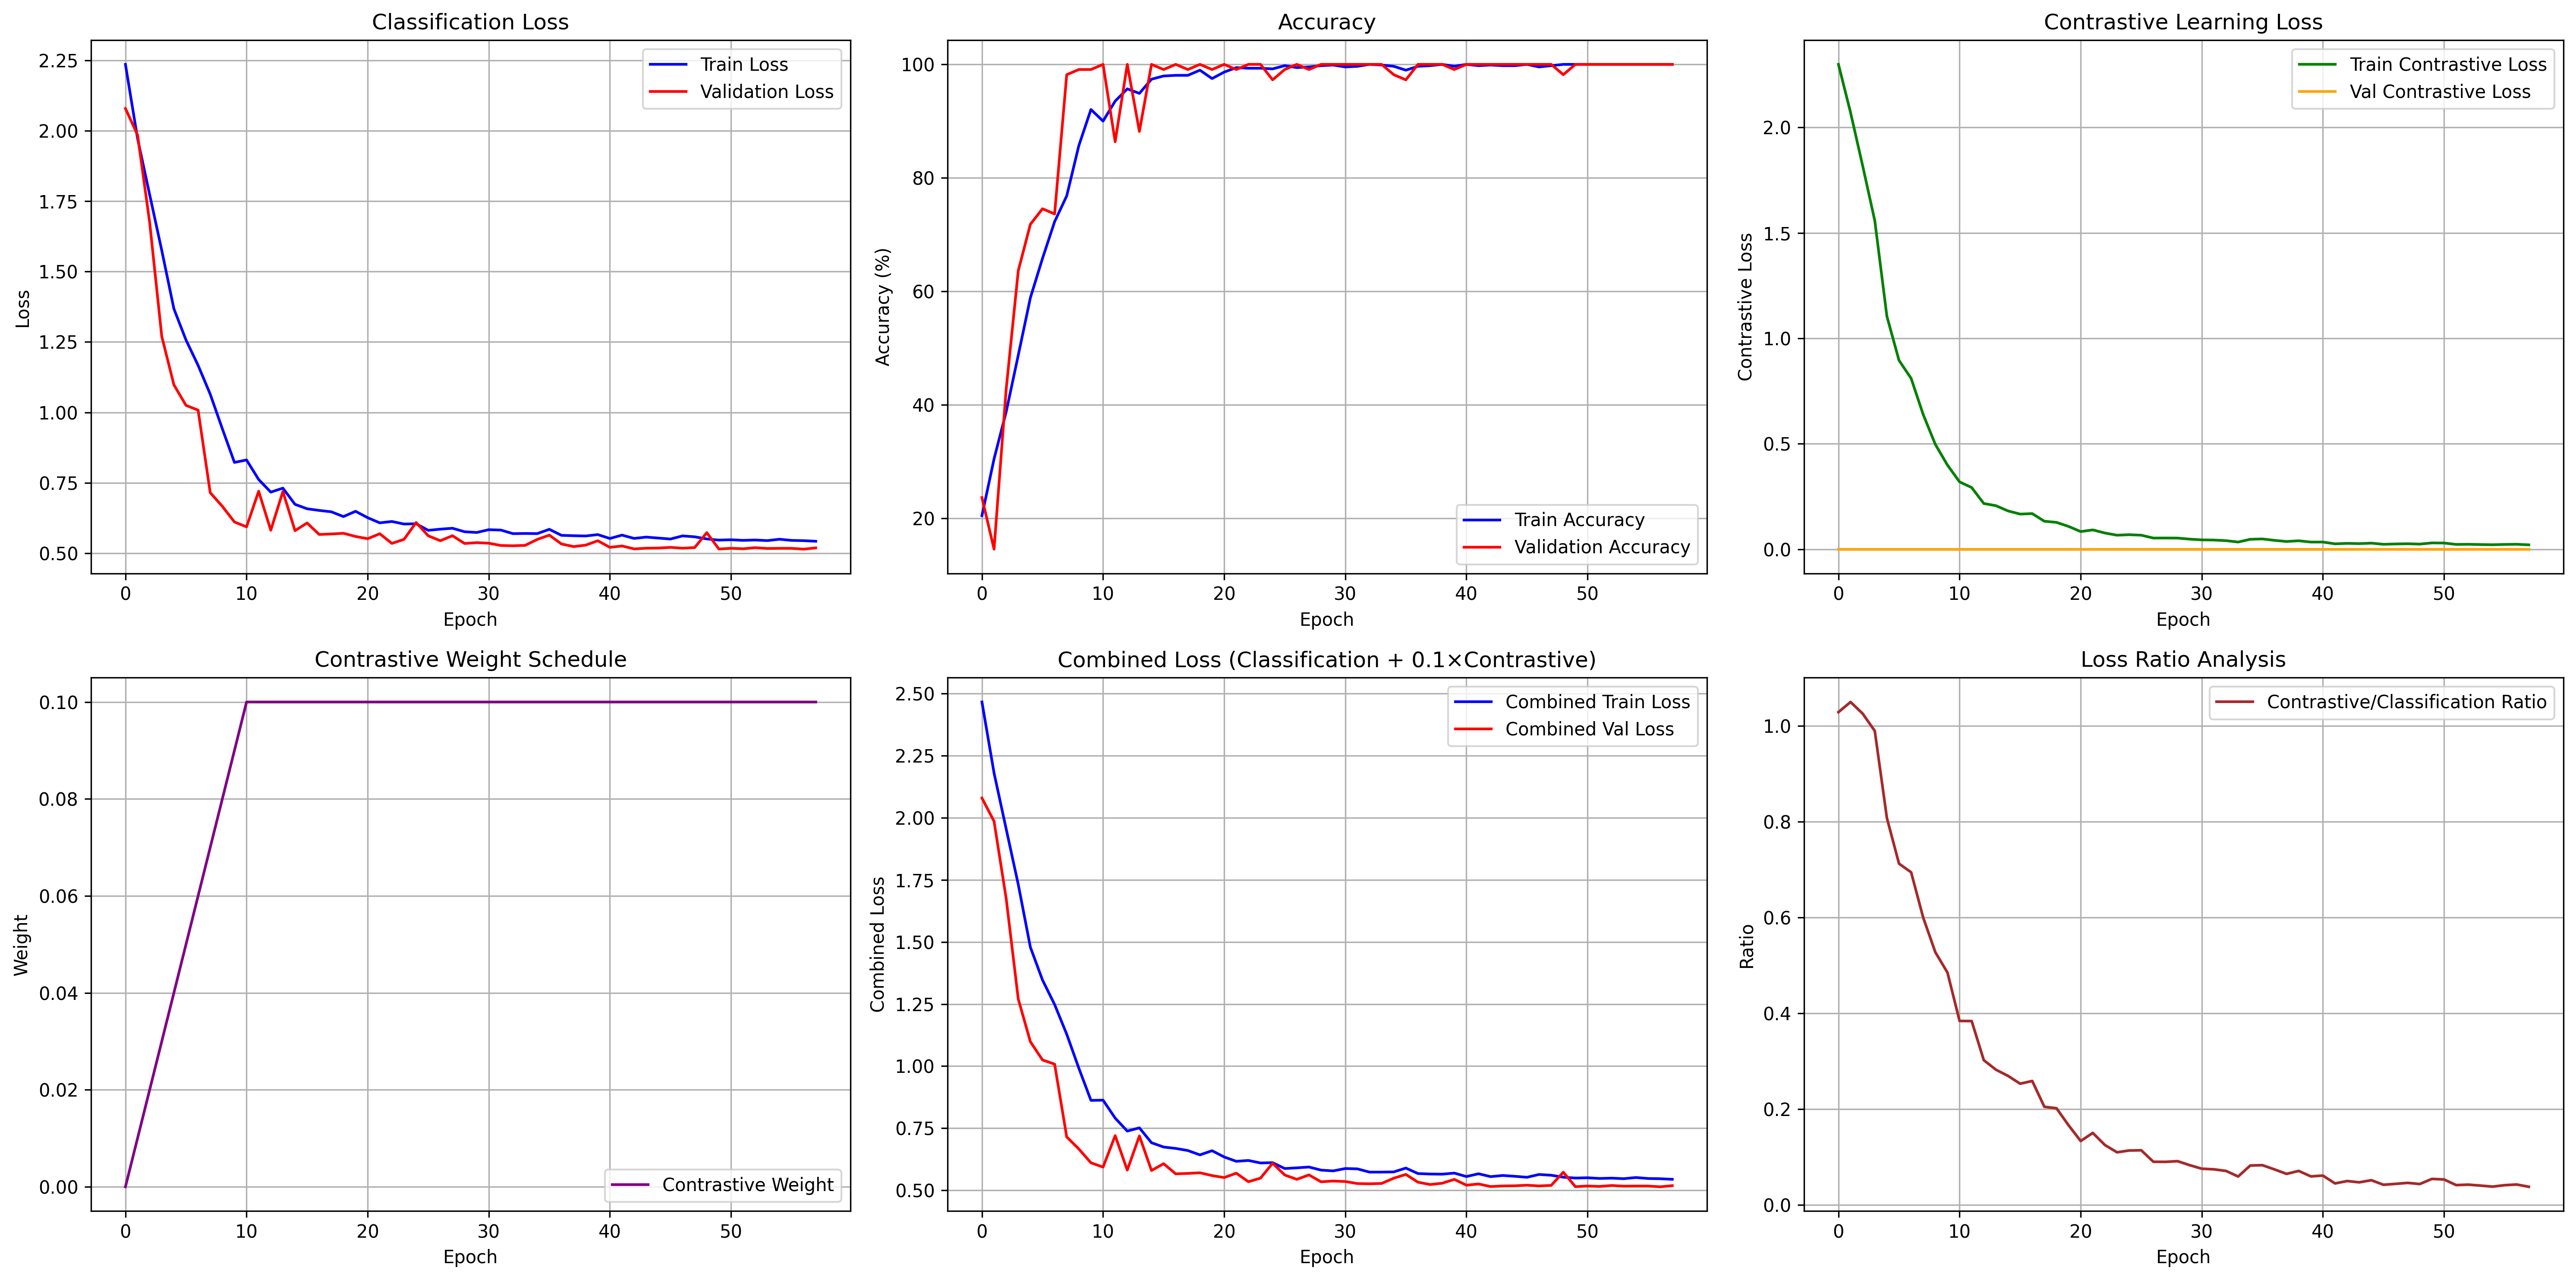 Classification Loss
2.25
2.00
1.75
1.50
1.25
1.00
0.75
0.50
Loss
Train Loss
Validation Loss
0 10 20 30 40 50
Epoch
Accuracy
100
80
60
40
20
Accuracy (%)
Train Accuracy
Validation Accuracy
0 10 20 30 40 50
Epoch
Contrastive Learning Loss
2.0
1.5
1.0
0.5
0.0
Contrastive Loss
Train Contrastive Loss
Val Contrastive Loss
0 10 20 30 40 50
Epoch
Contrastive Weight Schedule
0.10
0.08
0.06
0.04
0.02
0.00
Weight
Contrastive Weight
0 10 20 30 40 50
Epoch
Combined Loss (Classification + 0.1×Contrastive)
2.50
2.25
2.00
1.75
1.50
1.25
1.00
0.75
0.50
Combined Loss
Combined Train Loss
Combined Val Loss
0 10 20 30 40 50
Epoch
Loss Ratio Analysis
1.0
0.8
0.6
0.4
0.2
0.0
Ratio
Contrastive/Classification Ratio
0 10 20 30 40 50
Epoch